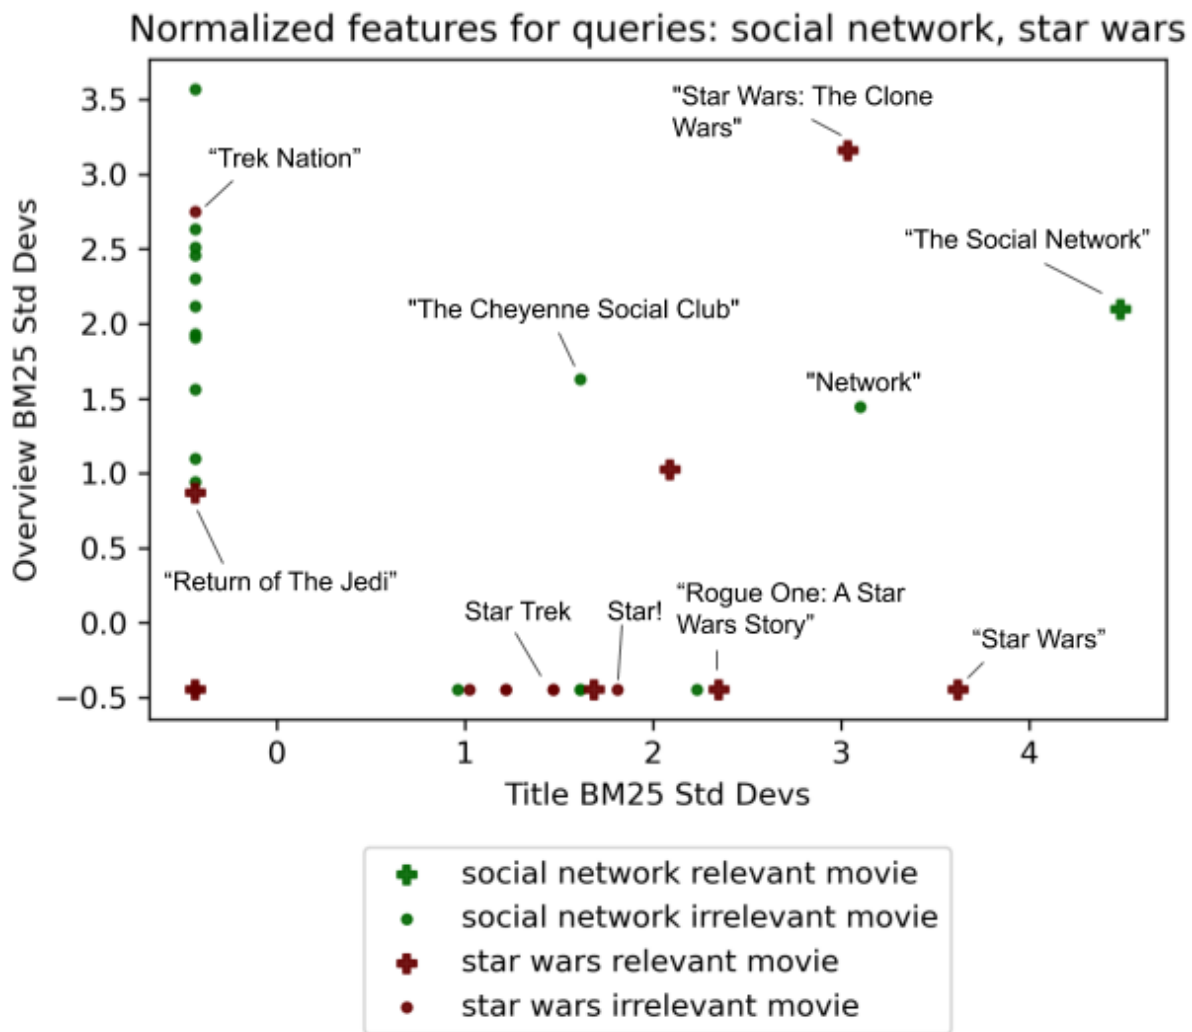 Normalized features for queries: social network, star wars
3.5
"Star Wars: The Clone
Wars"
“Trek Nation”
3.0
2.5
“The Social Network”
"The Cheyenne Social Club"
2.0
"Network"
1.5
1.0
Overview BM25 Std Devs
0.5
“Return of The Jedi”
Star Trek
Star!
“Rogue One: A Star
Wars Story”
“Star Wars”
0.0
−0.5
0
1
2
3
4
Title BM25 Std Devs
social network relevant movie
social network irrelevant movie
star wars relevant movie
star wars irrelevant movie